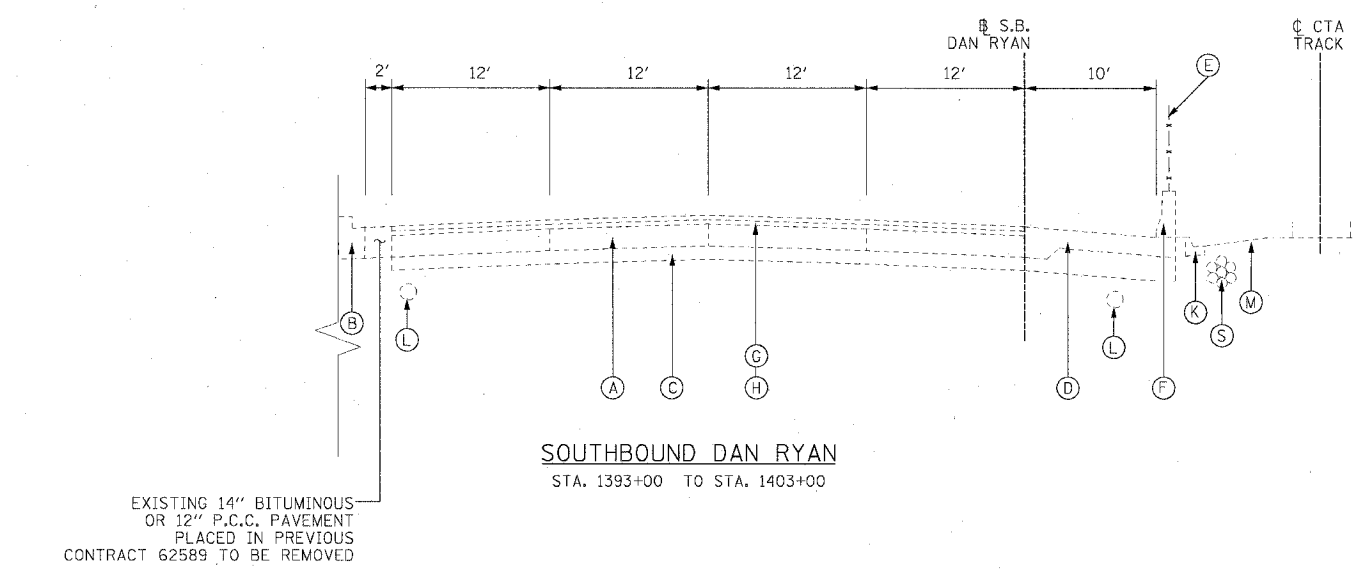 ℄ S.B.
DAN RYAN
℄ CTA
TRACK
2' 12' 12' 12' 12' 10'
E
B L L K S M
G
A C H D F
SOUTHBOUND DAN RYAN
STA. 1393+00 TO STA. 1403+00
EXISTING 14" BITUMINOUS
OR 12" P.C.C. PAVEMENT
PLACED IN PREVIOUS
CONTRACT 62589 TO BE REMOVED